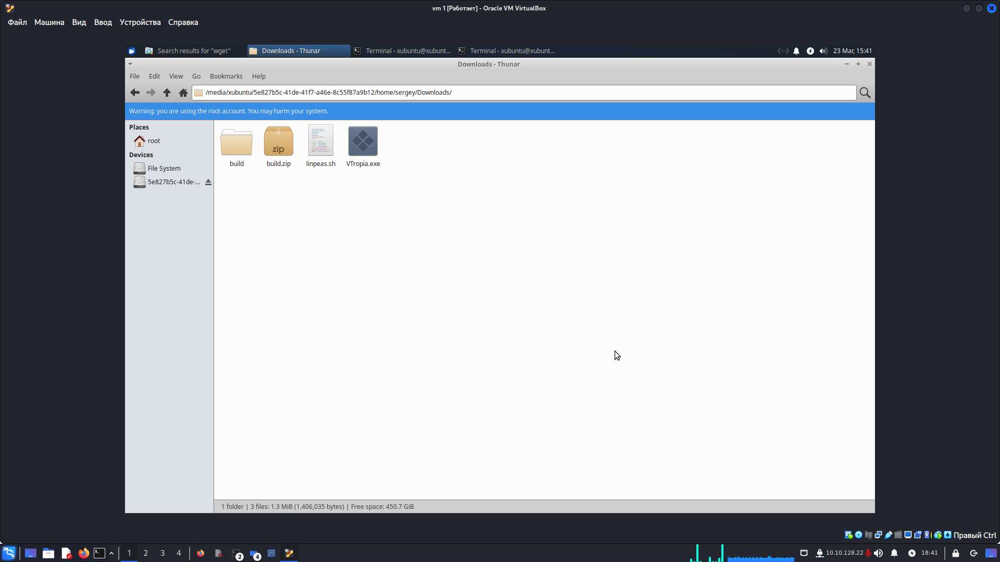 vm 1 [Работает] - Oracle VM VirtualBox
Файл Машина Вид Ввод Устройства Справка
Search results for "wget" Downloads - Thunar Terminal - xubuntu@xubunt... Terminal - xubuntu@xubunt... 23 Mar, 15:41
Downloads - Thunar
File Edit View Go Bookmarks Help
/media/xubuntu/5e827b5c-41de-41f7-a46e-8c55f87a9b12/home/sergey/Downloads/
Warning: you are using the root account. You may harm your system.
Places
root
Devices
File System
5e827b5c-41de-...
zip
build build.zip linpeas.sh VTropia.exe
1 folder | 3 files: 1.3 MiB (1,406,035 bytes) | Free space: 450.7 GiB
Правый Ctrl
1 2 3 4 2 4 10.10.128.22 18:41